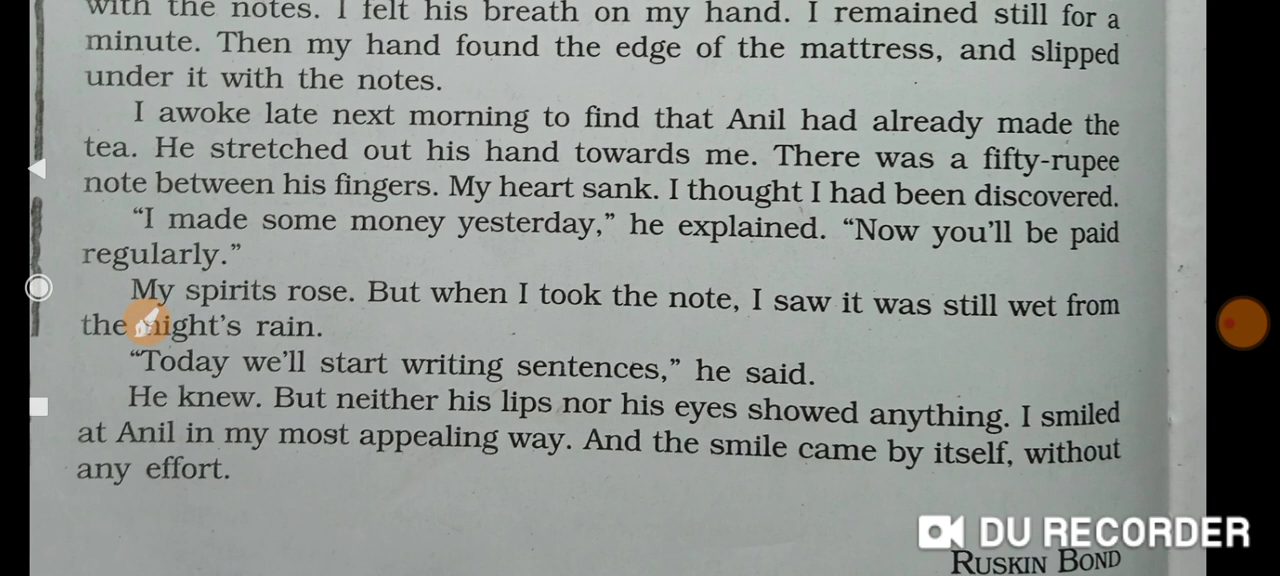 with the notes. I felt his breath on my hand. I remained still for a
minute. Then my hand found the edge of the mattress, and slipped
under it with the notes.
I awoke late next morning to find that Anil had already made the
tea. He stretched out his hand towards me. There was a fifty-rupee
note between his fingers. My heart sank. I thought I had been discovered.
“I made some money yesterday,” he explained. “Now you’ll be paid
regularly.”
My spirits rose. But when I took the note, I saw it was still wet from
the night’s rain.
“Today we’ll start writing sentences,” he said.
He knew. But neither his lips nor his eyes showed anything. I smiled
at Anil in my most appealing way. And the smile came by itself, without
any effort.
DU RECORDER
RUSKIN BOND